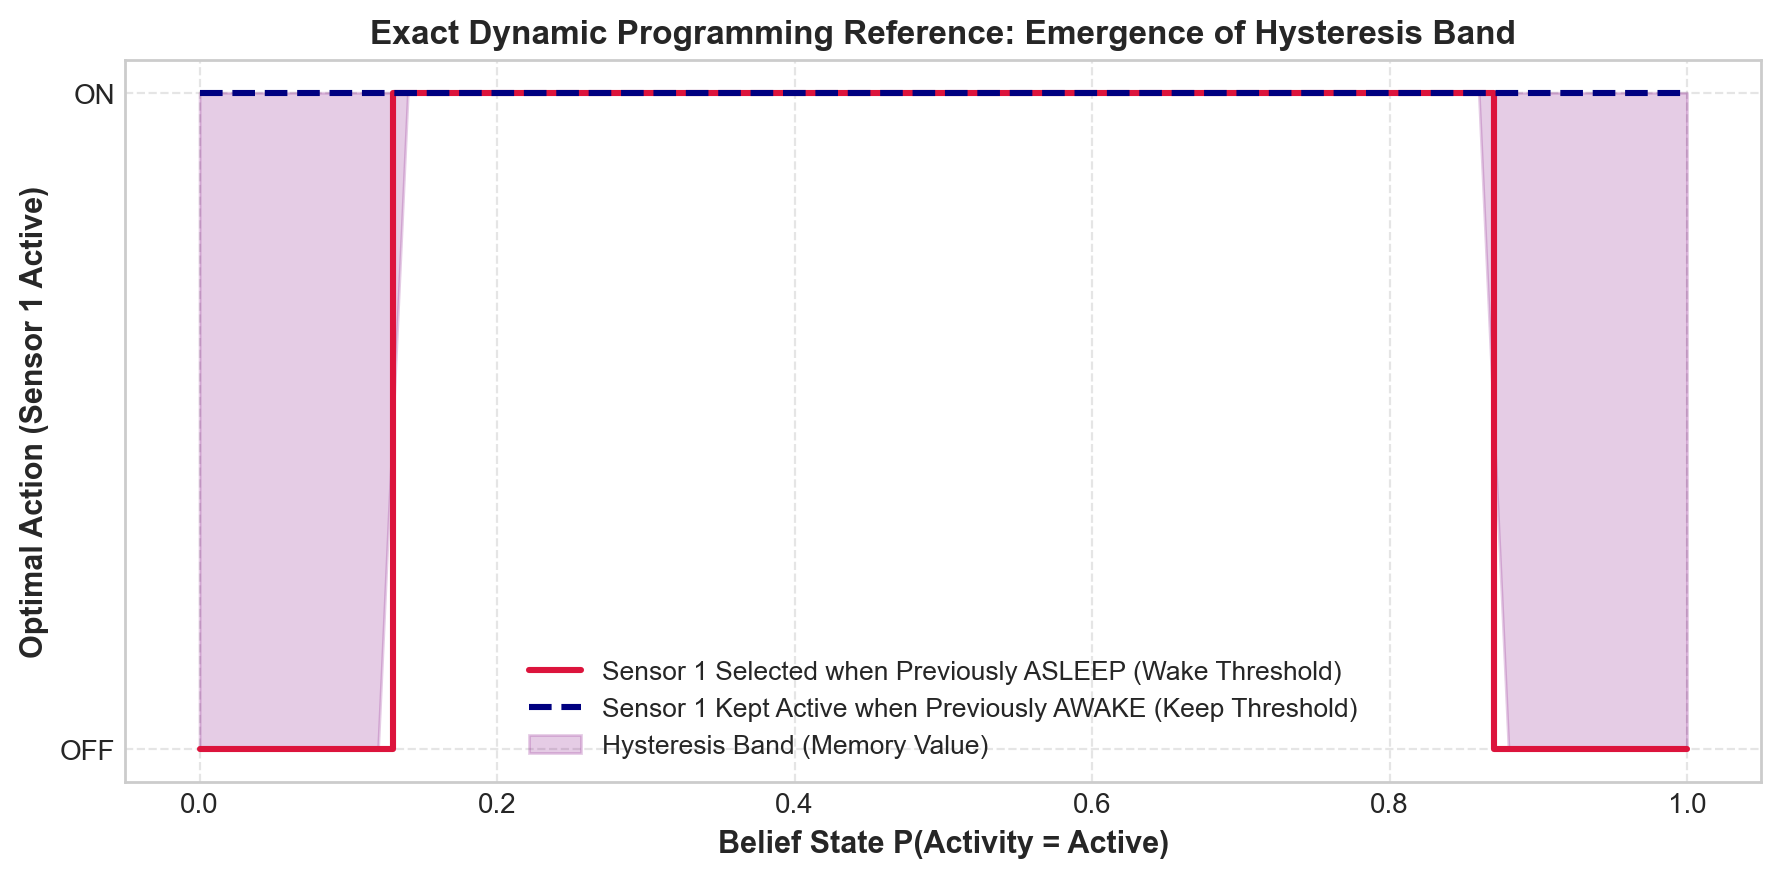 Exact Dynamic Programming Reference: Emergence of Hysteresis Band
ON
OFF
Optimal Action (Sensor 1 Active)
Sensor 1 Selected when Previously ASLEEP (Wake Threshold)
Sensor 1 Kept Active when Previously AWAKE (Keep Threshold)
Hysteresis Band (Memory Value)
0.0 0.2 0.4 0.6 0.8 1.0
Belief State P(Activity = Active)